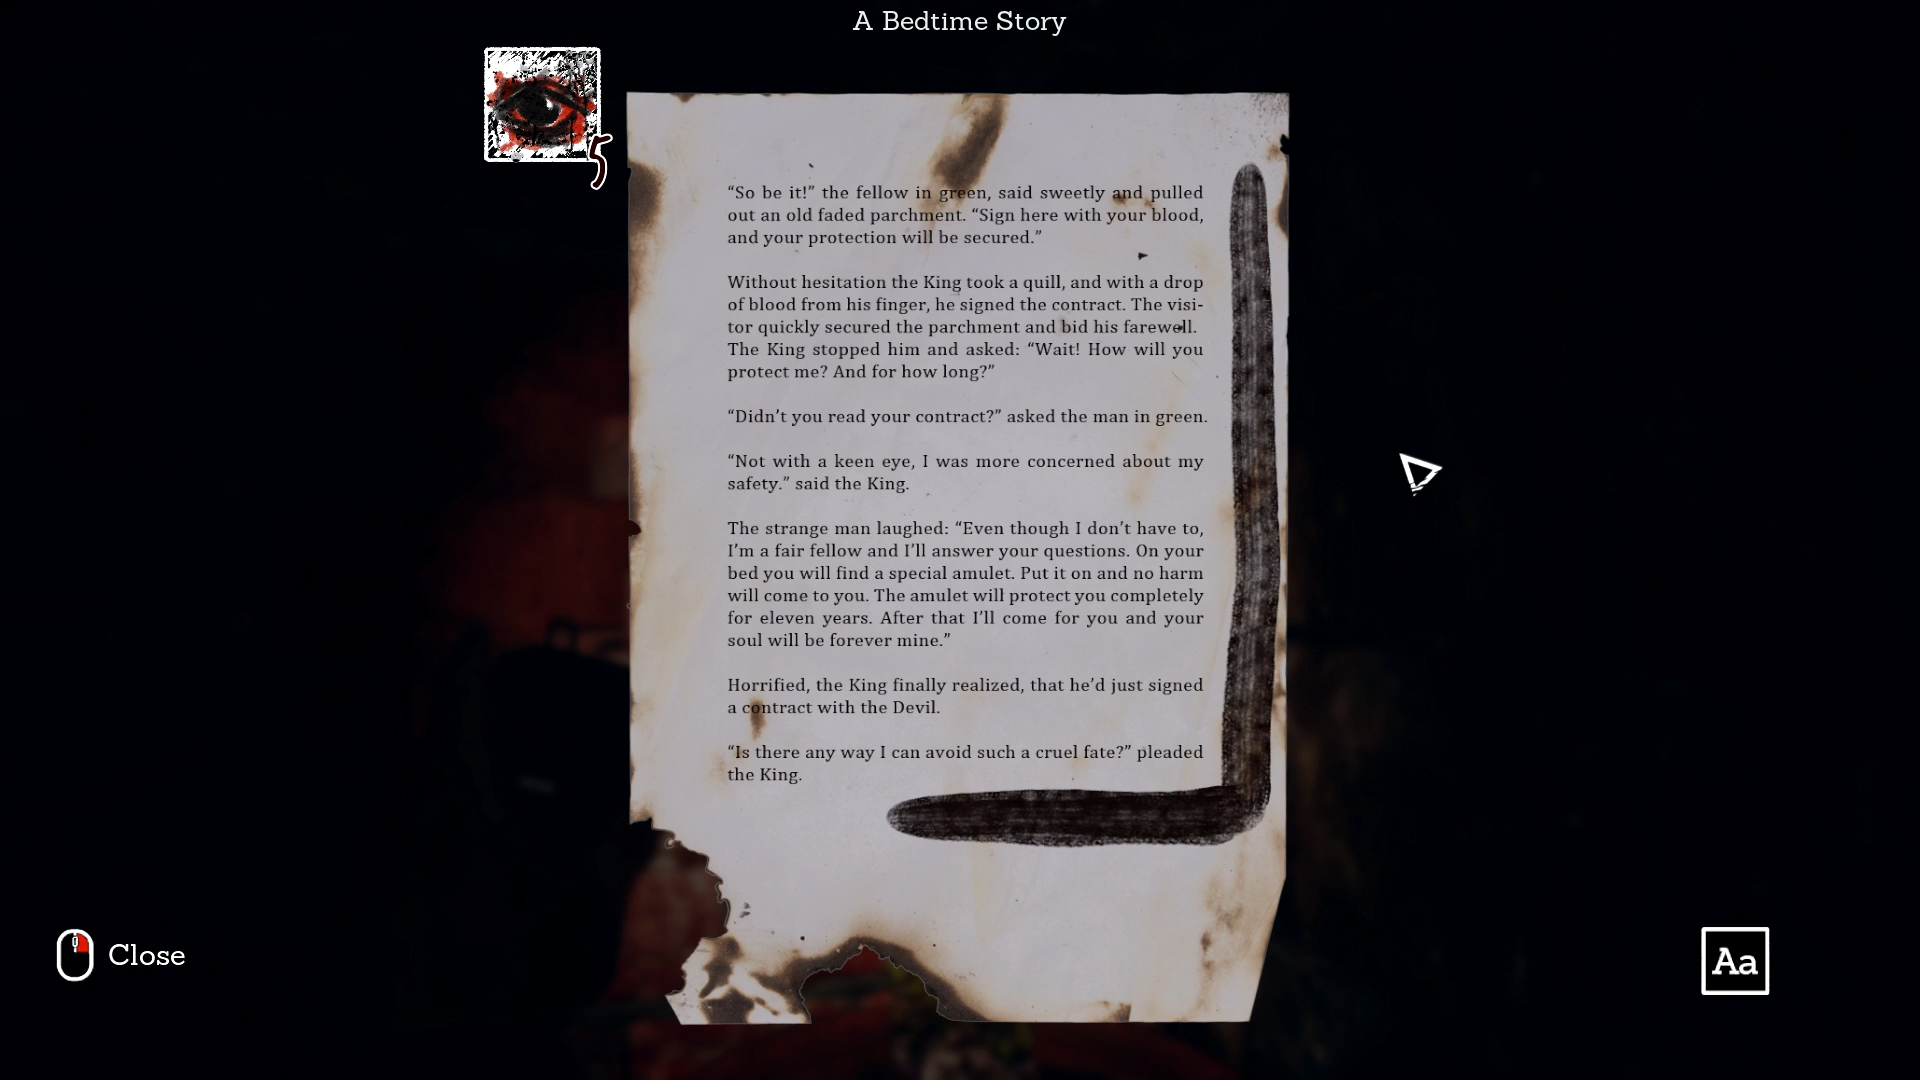 A Bedtime Story
5
“So be it!” the fellow in green, said sweetly and pulled
out an old faded parchment. “Sign here with your blood,
and your protection will be secured.”
Without hesitation the King took a quill, and with a drop
of blood from his finger, he signed the contract. The visi-
tor quickly secured the parchment and bid his farewell.
The King stopped him and asked: “Wait! How will you
protect me? And for how long?”
“Didn’t you read your contract?” asked the man in green.
“Not with a keen eye, I was more concerned about my
safety.” said the King.
The strange man laughed: “Even though I don’t have to,
I’m a fair fellow and I’ll answer your questions. On your
bed you will find a special amulet. Put it on and no harm
will come to you. The amulet will protect you completely
for eleven years. After that I’ll come for you and your
soul will be forever mine.”
Horrified, the King finally realized, that he’d just signed
a contract with the Devil.
“Is there any way I can avoid such a cruel fate?” pleaded
the King.
Close
Aa